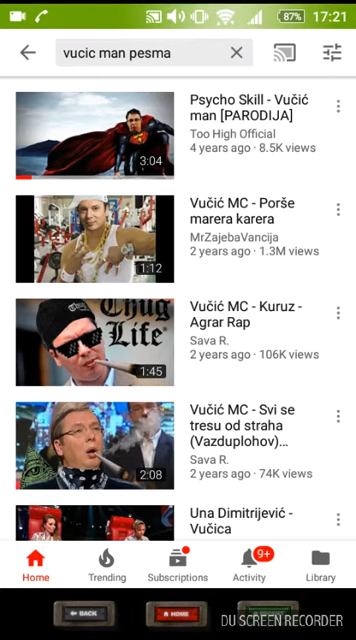 87% 17:21
vucic man pesma
Psycho Skill - Vučić
man [PARODIJA]
Too High Official
4 years ago · 8.5K views
3:04
Vučić MC - Porše
marera karera
MrZajebaVancija
2 years ago · 1.3M views
1:12
Vučić MC - Kuruz -
Agrar Rap
Sava R.
2 years ago · 106K views
Thug
Life
1:45
Vučić MC - Svi se
tresu od straha
(Vazduplohov)...
Sava R.
2 years ago · 74K views
2:08
Una Dimitrijević -
Vučica
9+
Home Trending Subscriptions Activity Library
BACK HOME DU SCREEN RECORDER